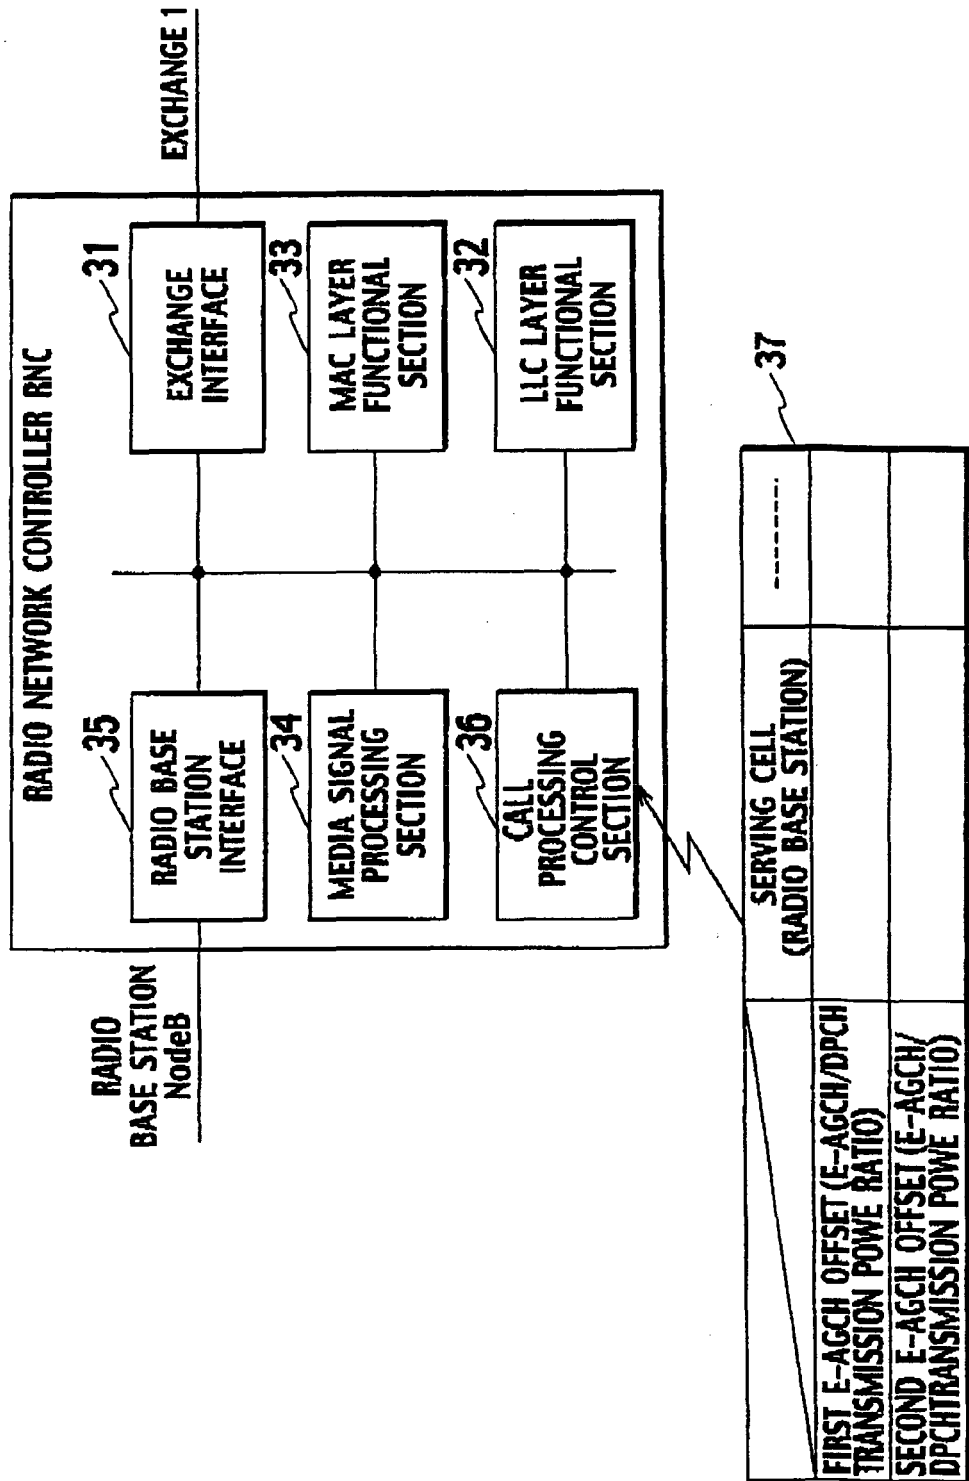 RADIO NETWORK CONTROLLER RNC
RADIO
BASE STATION
NodeB
EXCHANGE 1
35
RADIO BASE
STATION
INTERFACE
31
EXCHANGE
INTERFACE
34
MEDIA SIGNAL
PROCESSING
SECTION
33
MAC LAYER
FUNCTIONAL
SECTION
36
CALL
PROCESSING
CONTROL
SECTION
32
LLC LAYER
FUNCTIONAL
SECTION
37
SERVING CELL
(RADIO BASE STATION)
-------
FIRST E-AGCH OFFSET (E-AGCH/DPCH
TRANSMISSION POWE RATIO)
SECOND E-AGCH OFFSET (E-AGCH/
DPCHTRANSMISSION POWE RATIO)